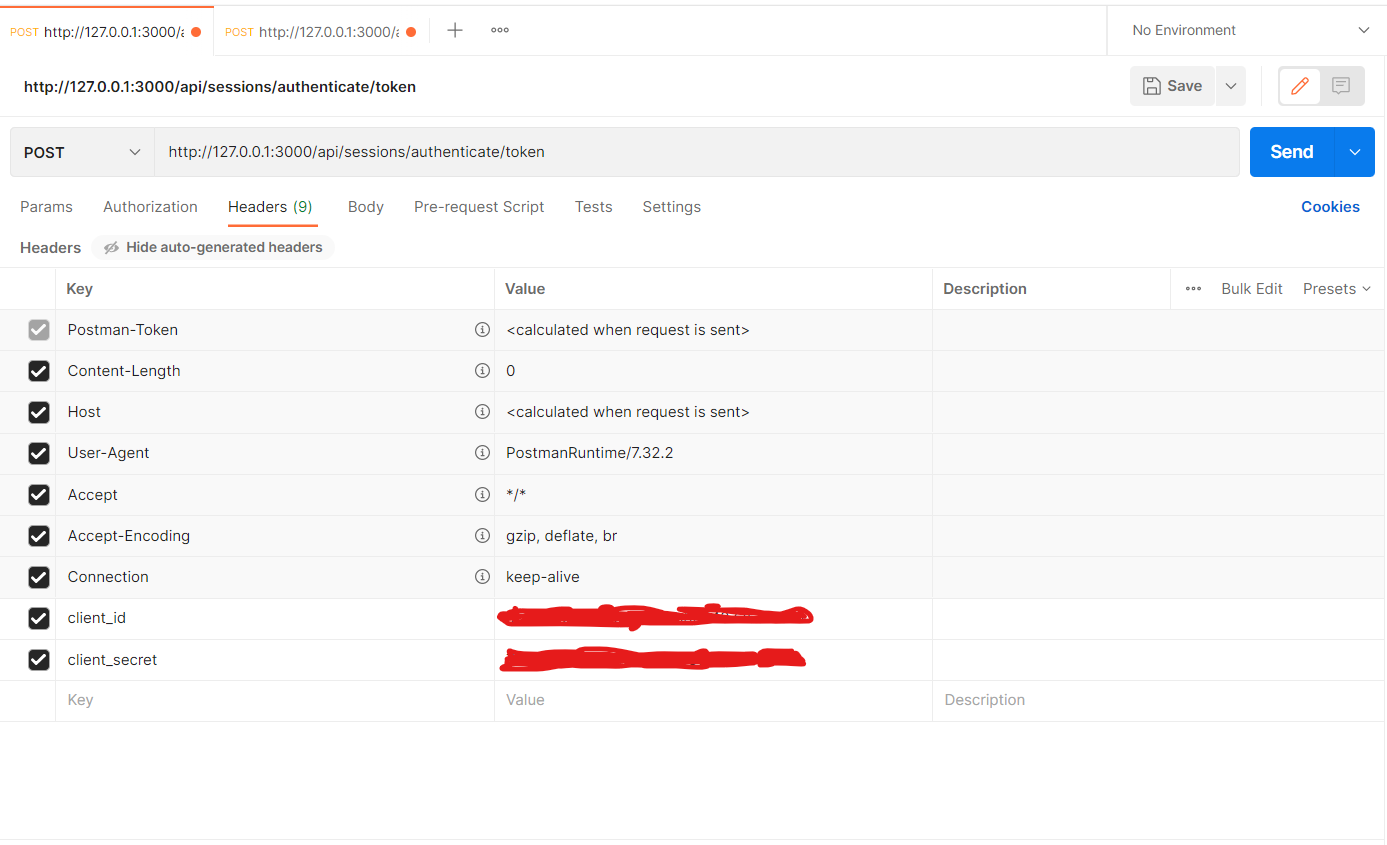 POST http://127.0.0.1:3000/a POST http://127.0.0.1:3000/a No Environment
http://127.0.0.1:3000/api/sessions/authenticate/token Save
POST http://127.0.0.1:3000/api/sessions/authenticate/token Send
Params Authorization Headers (9) Body Pre-request Script Tests Settings Cookies
Headers Hide auto-generated headers
Key Value Description Bulk Edit Presets
Postman-Token <calculated when request is sent>
Content-Length 0
Host <calculated when request is sent>
User-Agent PostmanRuntime/7.32.2
Accept */*
Accept-Encoding gzip, deflate, br
Connection keep-alive
client_id
client_secret
Key Value Description